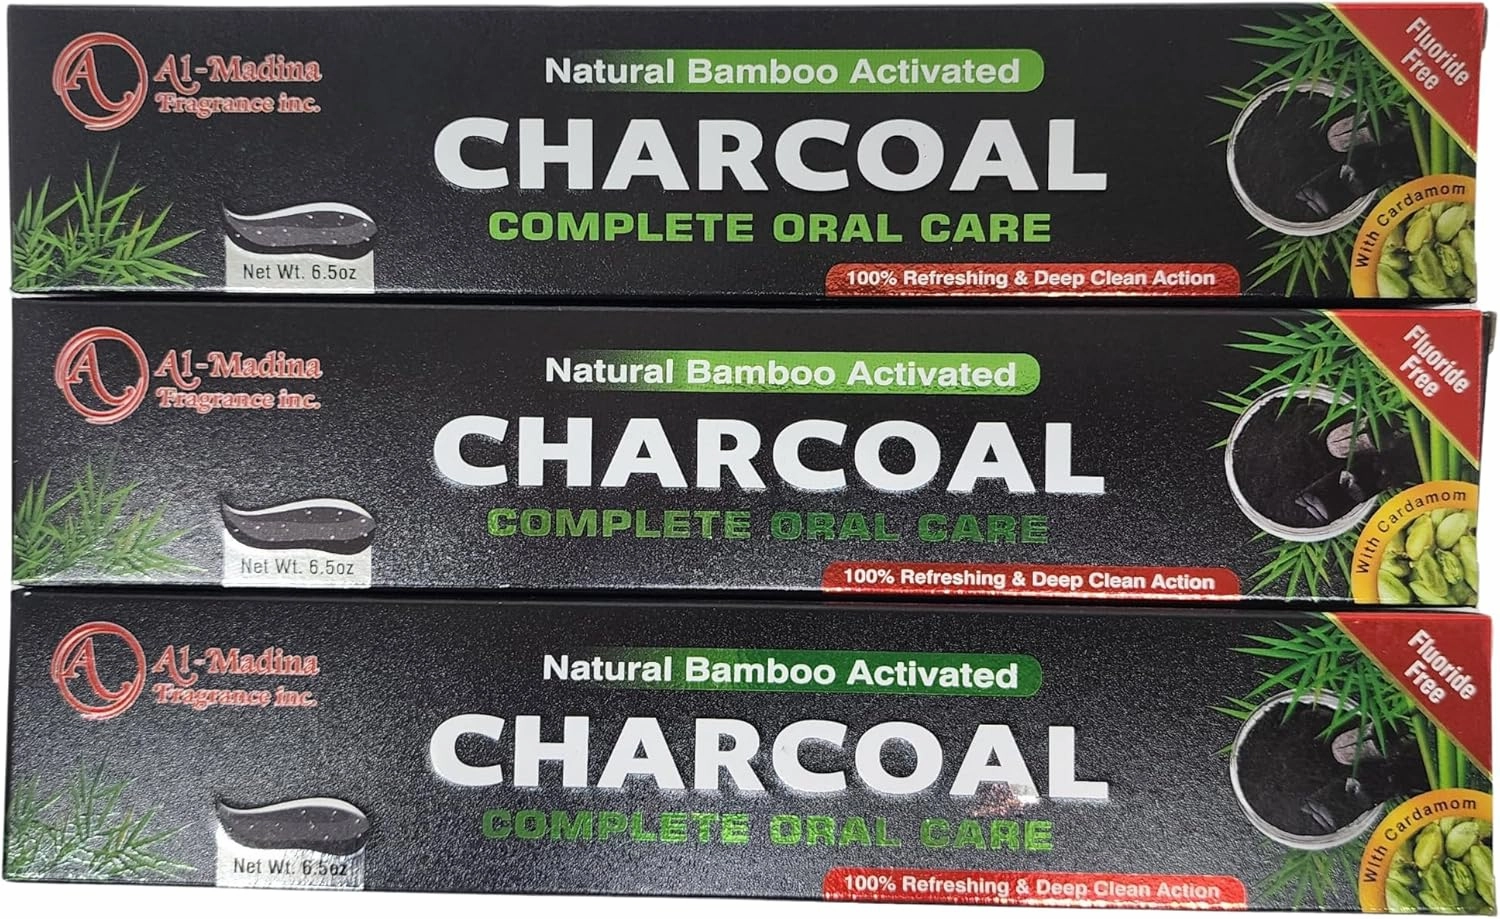 Al-Madina
Fragrance inc.
Natural Bamboo Activated
CHARCOAL
COMPLETE ORAL CARE
100% Refreshing & Deep Clean Action
Net Wt. 6.5oz
Fluoride
Free
With Cardamom
Al-Madina
Fragrance inc.
Natural Bamboo Activated
CHARCOAL
COMPLETE ORAL CARE
100% Refreshing & Deep Clean Action
Net Wt. 6.5oz
Fluoride
Free
With Cardamom
Al-Madina
Fragrance inc.
Natural Bamboo Activated
CHARCOAL
COMPLETE ORAL CARE
100% Refreshing & Deep Clean Action
Net Wt. 6.5oz
Fluoride
Free
With Cardamom